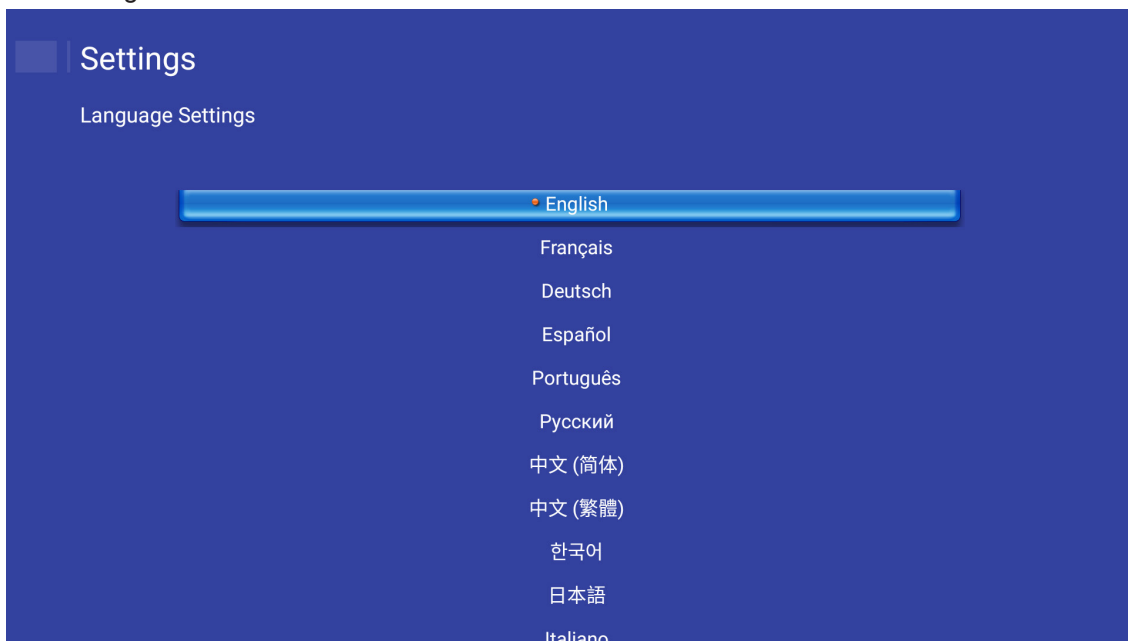 Settings
Language Settings
English
Français
Deutsch
Español
Português
Русский
中文 (简体)
中文 (繁體)
한국어
日本語
Italiano